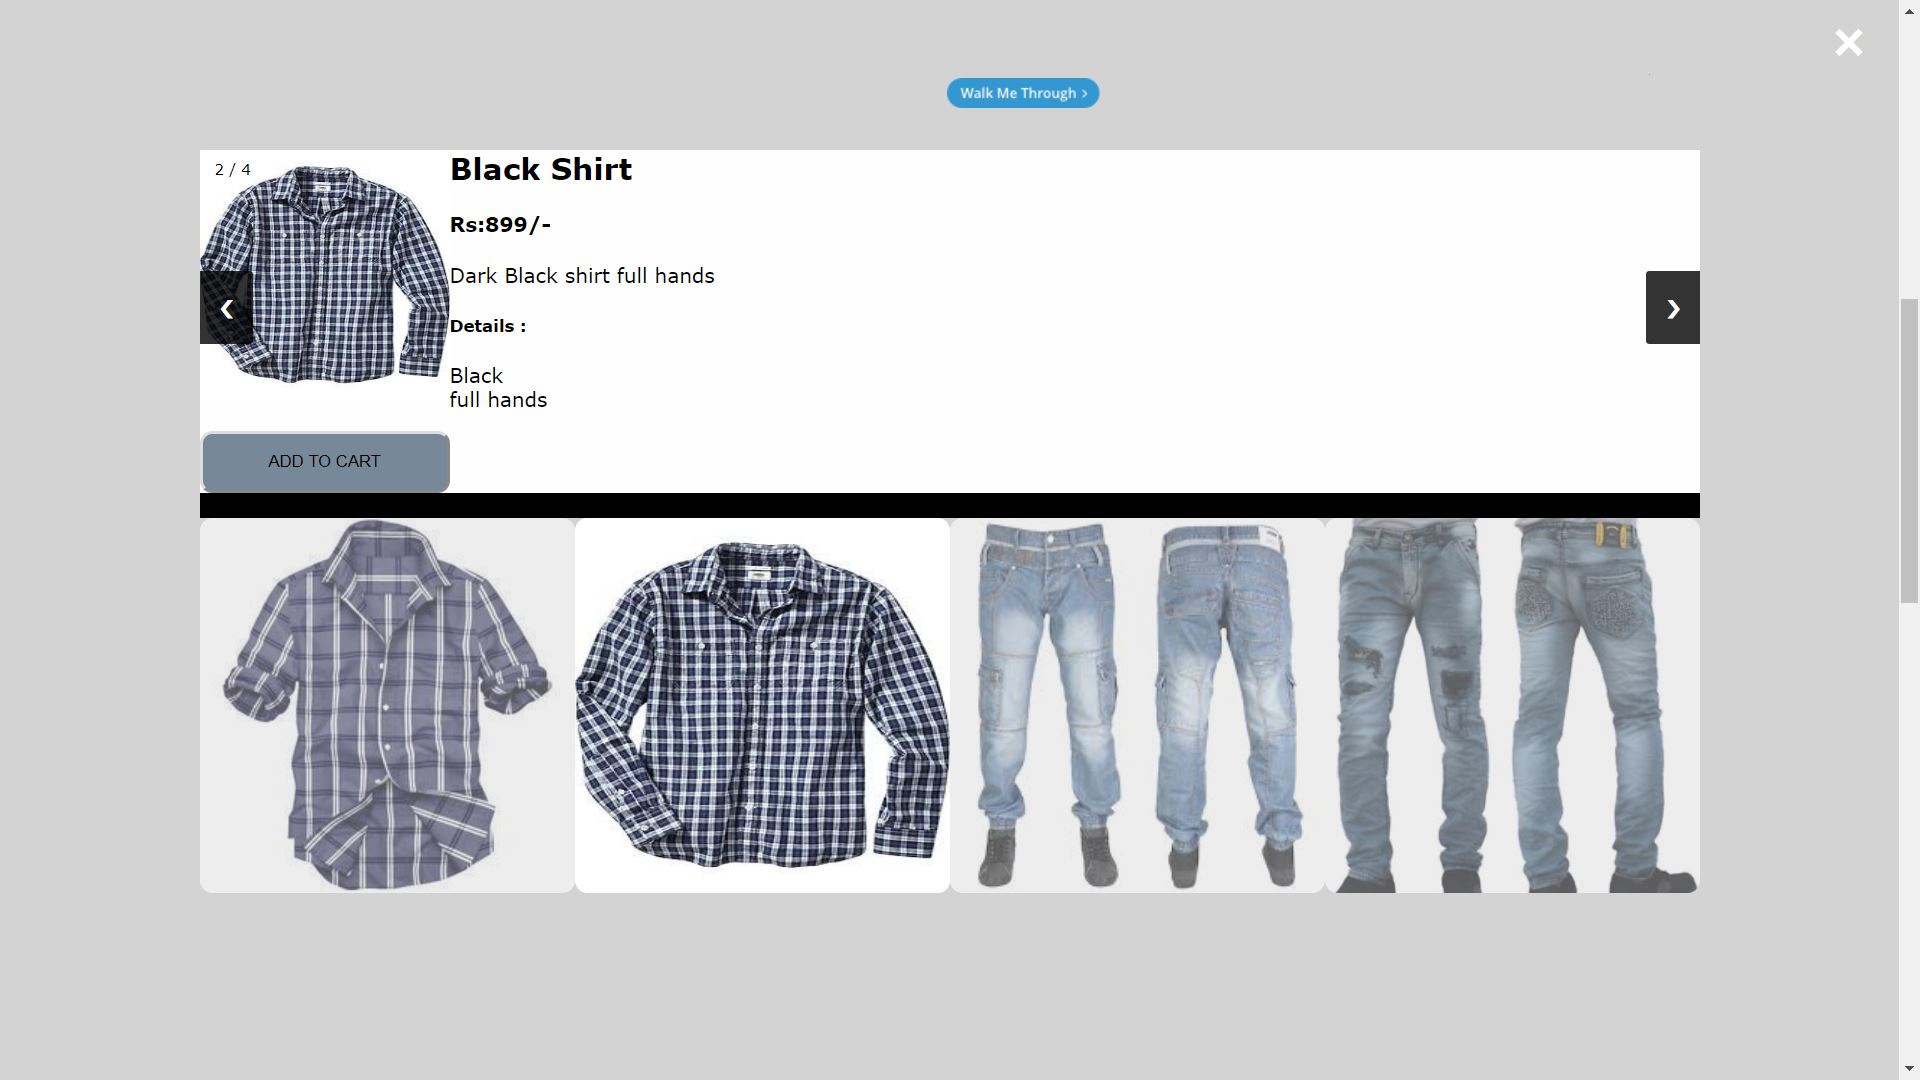 Walk Me Through >
2 / 4
Black Shirt
Rs:899/-
Dark Black shirt full hands
Details :
Black
full hands
ADD TO CART